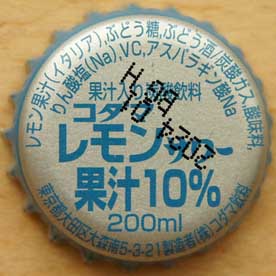 レモン果汁(イタリア),ぶどう糖,ぶどう酒/炭酸ガス,酸味料,
りん酸塩(Na),VC,アスパラギン酸Na
果汁入り炭酸飲料
コダマ
レモンサワー
果汁10%
200ml
東京都大田区大森南5-3-21製造者(株)コダマ飲料